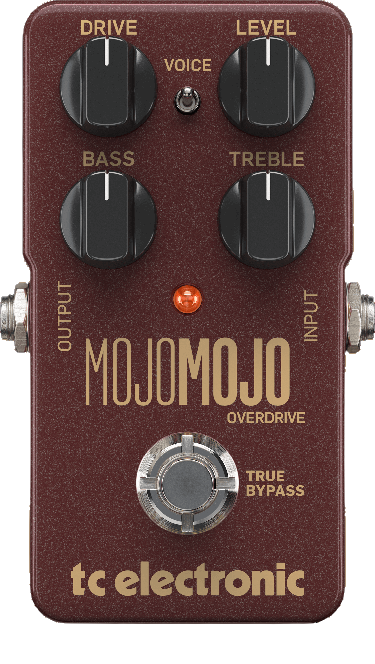 DRIVE
LEVEL
VOICE
BASS
TREBLE
OUTPUT
INPUT
MOJOMOJO
OVERDRIVE
TRUE
BYPASS
tc electronic